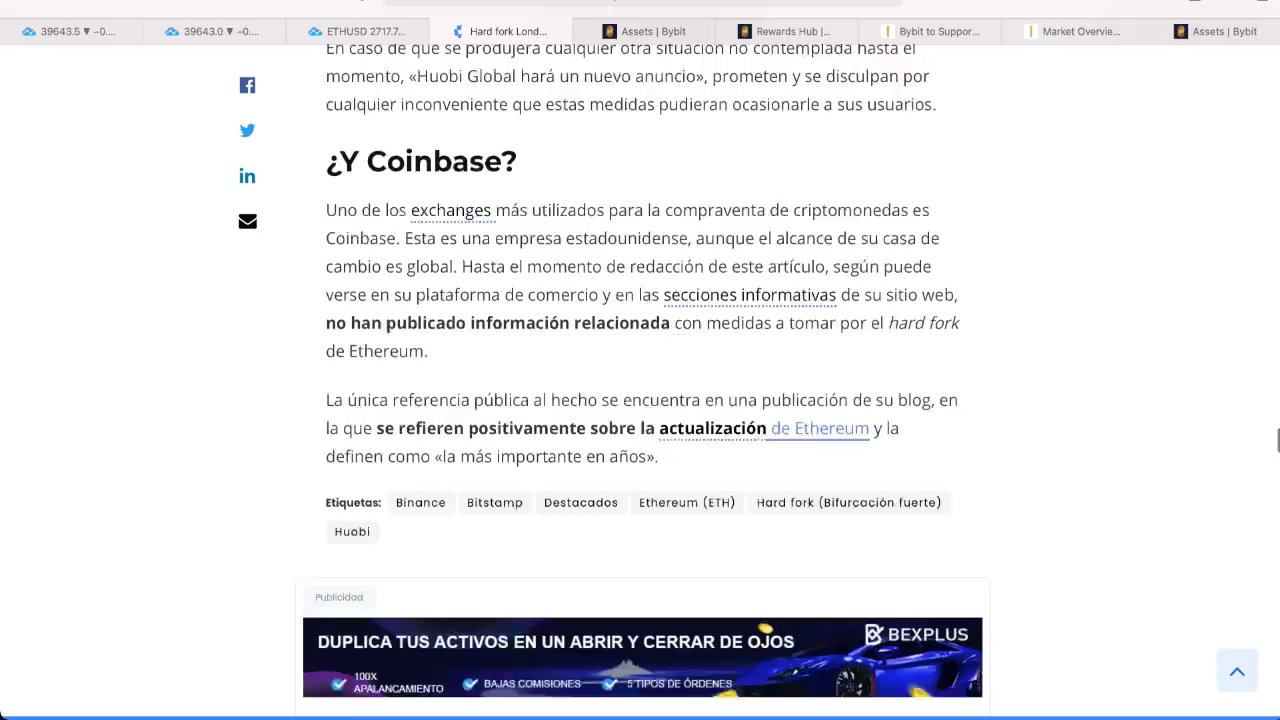 39643.5 ▼ −0....
39643.0 ▼ −0....
ETHUSD 2717.7...
Hard fork Lond...
Assets | Bybit
Rewards Hub |...
Bybit to Suppor...
Market Overvie...
Assets | Bybit
En caso de que se produjera cualquier otra situación no contemplada hasta el
momento, «Huobi Global hará un nuevo anuncio», prometen y se disculpan por
cualquier inconveniente que estas medidas pudieran ocasionarle a sus usuarios.
¿Y Coinbase?
Uno de los exchanges más utilizados para la compraventa de criptomonedas es
Coinbase. Esta es una empresa estadounidense, aunque el alcance de su casa de
cambio es global. Hasta el momento de redacción de este artículo, según puede
verse en su plataforma de comercio y en las secciones informativas de su sitio web,
no han publicado información relacionada con medidas a tomar por el hard fork
de Ethereum.
La única referencia pública al hecho se encuentra en una publicación de su blog, en
la que se refieren positivamente sobre la actualización de Ethereum y la
definen como «la más importante en años».
Etiquetas: Binance Bitstamp Destacados Ethereum (ETH) Hard fork (Bifurcación fuerte)
Huobi
Publicidad
DUPLICA TUS ACTIVOS EN UN ABRIR Y CERRAR DE OJOS
BEXPLUS
100X
APALANCAMIENTO
BAJAS COMISIONES
5 TIPOS DE ÓRDENES